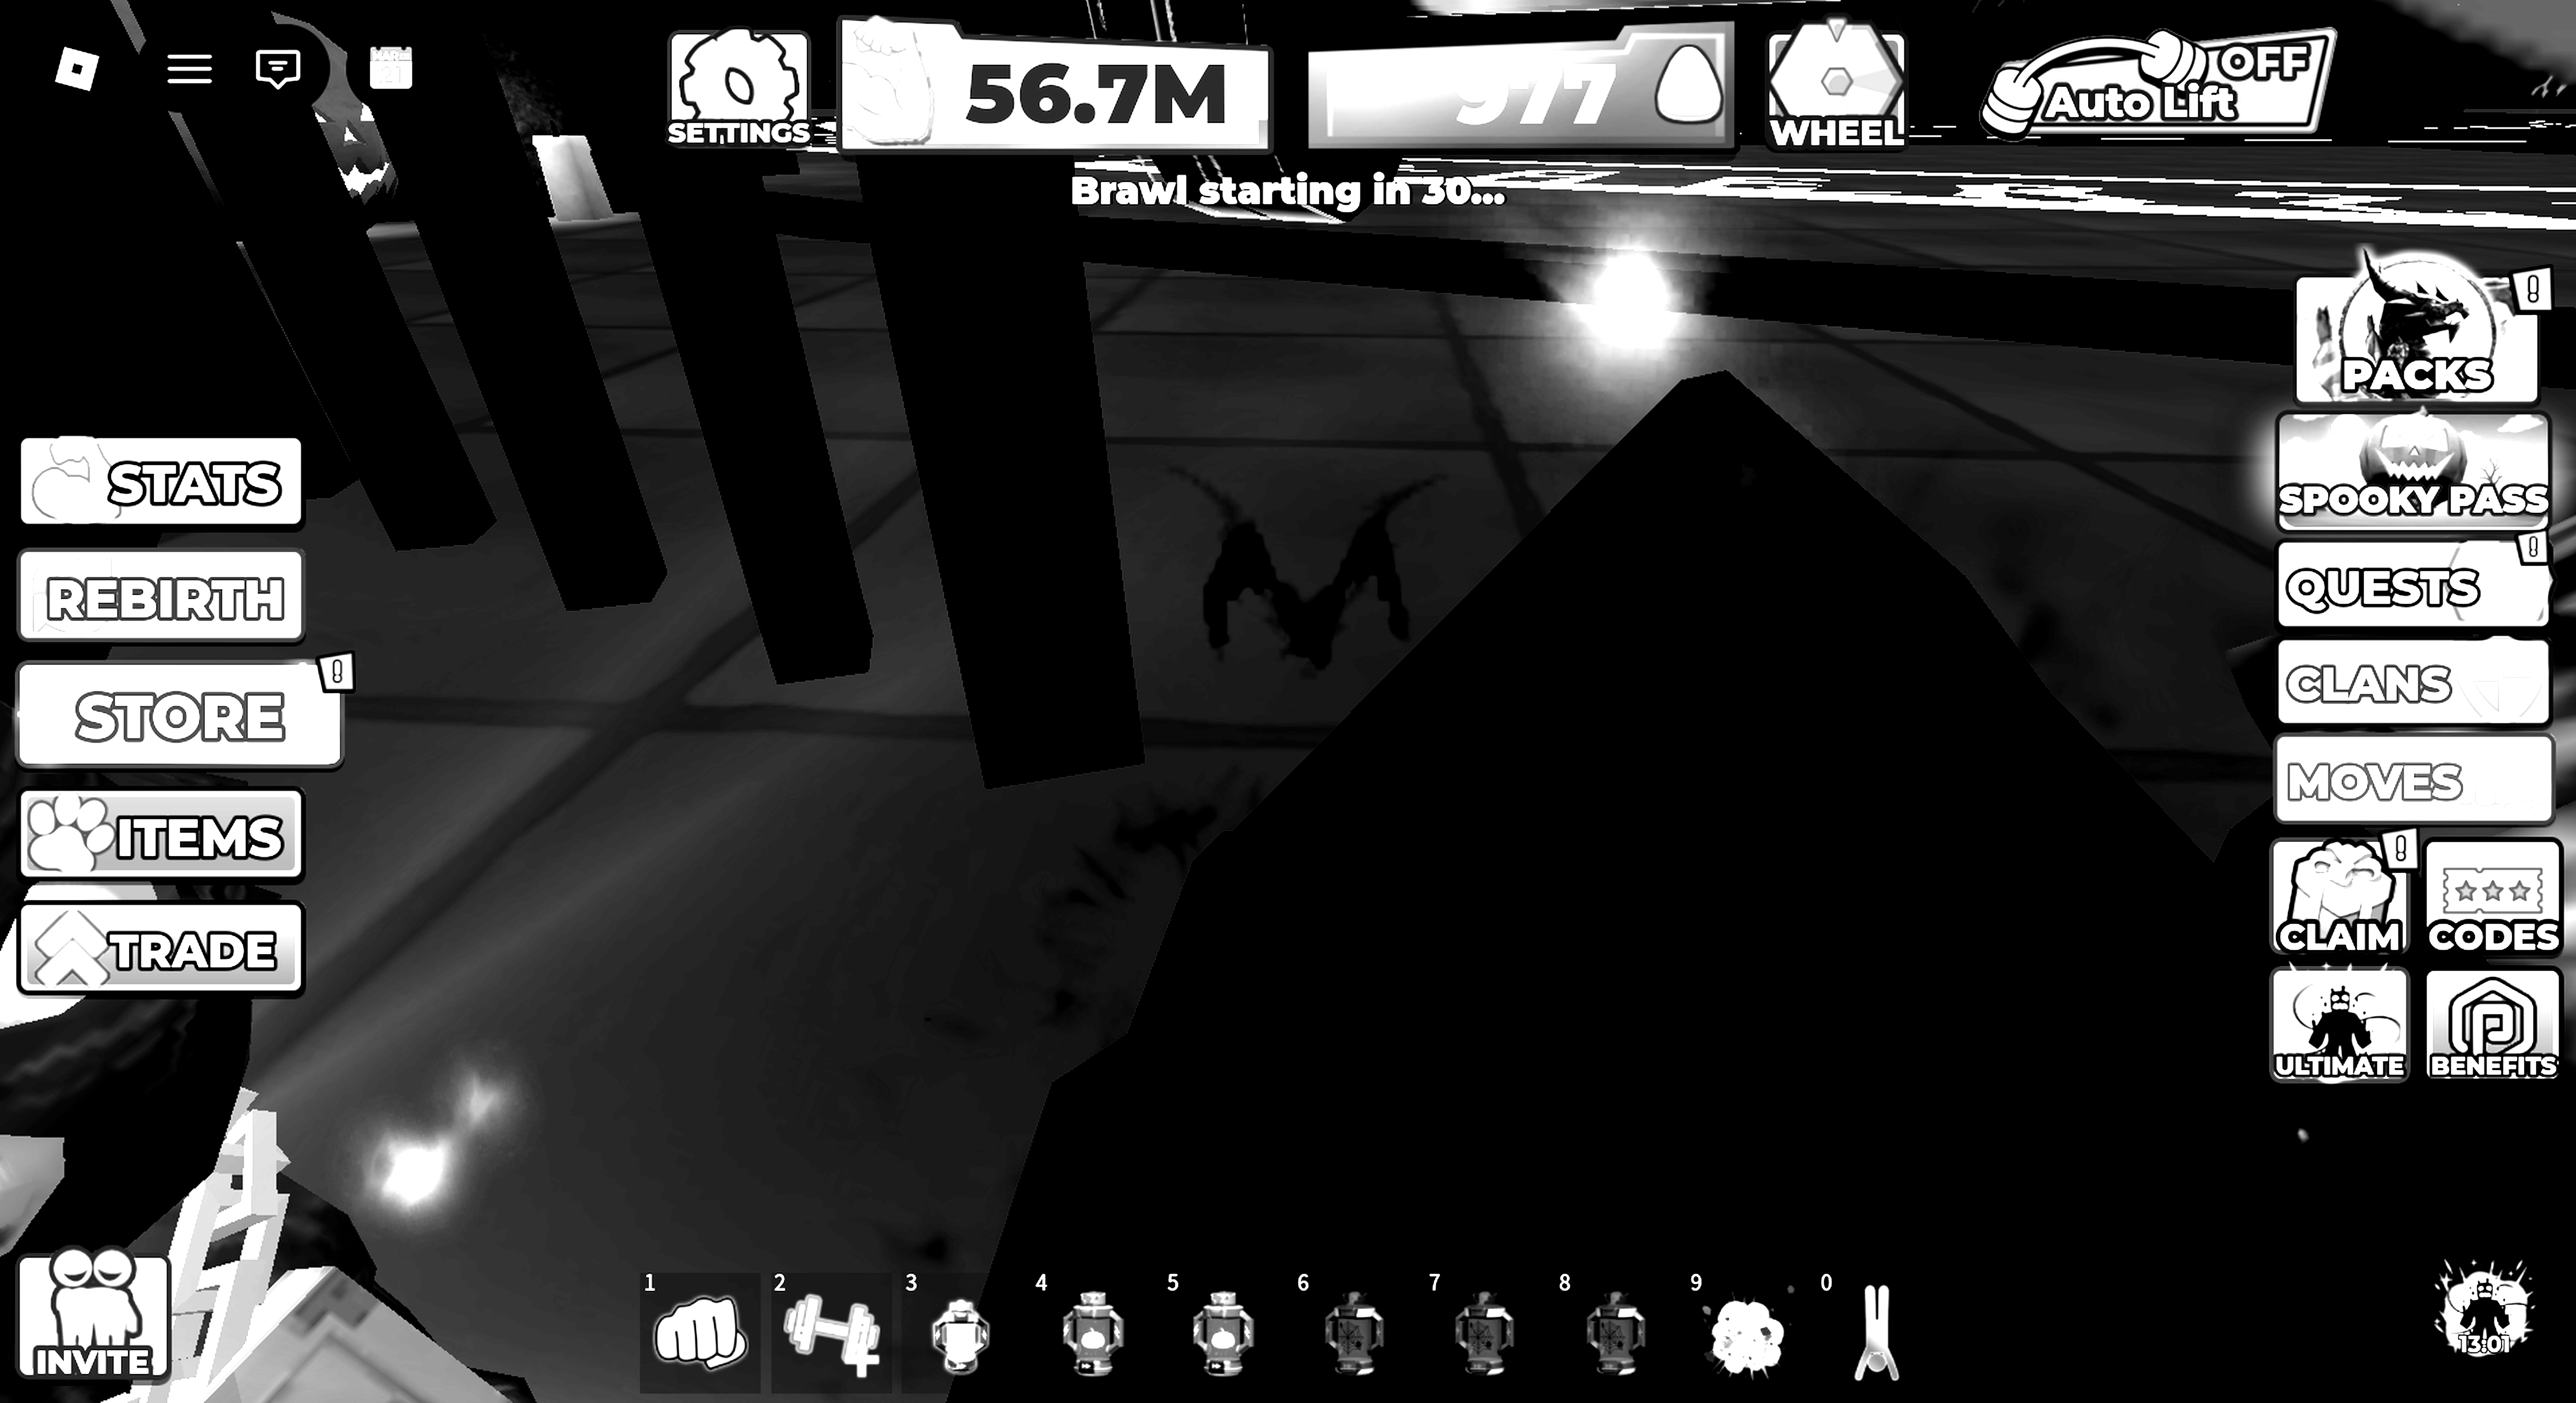 SETTINGS
56.7M
977
WHEEL
OFF
Auto Lift
Brawl starting in 30...
PACKS
SPOOKY PASS
QUESTS
CLANS
MOVES
CLAIM
CODES
ULTIMATE
BENEFITS
STATS
REBIRTH
STORE
ITEMS
TRADE
INVITE
1 2 3 4 5 6 7 8 9 0
13:01